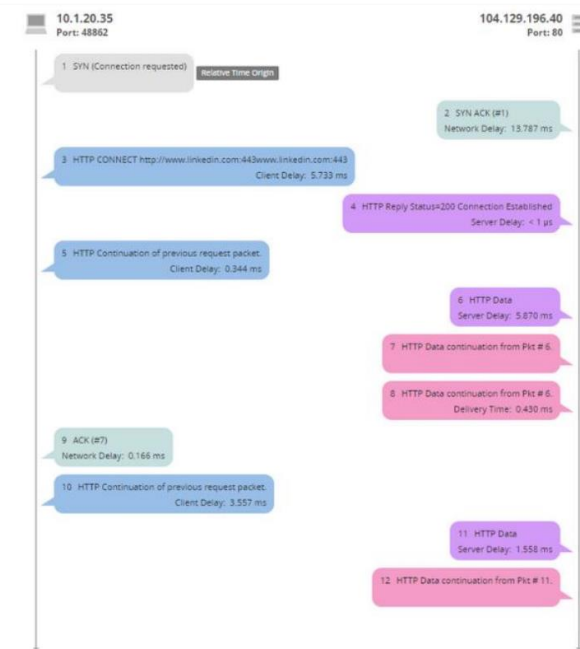 10.1.20.35
Port: 48862
104.129.196.40
Port: 80
1 SYN (Connection requested)
Relative Time Origin
2 SYN ACK (#1)
Network Delay: 13.787 ms
3 HTTP CONNECT http://www.linkedin.com:443www.linkedin.com:443
Client Delay: 5.733 ms
4 HTTP Reply Status=200 Connection Established
Server Delay: < 1 µs
5 HTTP Continuation of previous request packet.
Client Delay: 0.344 ms
6 HTTP Data
Server Delay: 5.870 ms
7 HTTP Data continuation from Pkt # 6.
8 HTTP Data continuation from Pkt # 6.
Delivery Time: 0.430 ms
9 ACK (#7)
Network Delay: 0.166 ms
10 HTTP Continuation of previous request packet.
Client Delay: 3.557 ms
11 HTTP Data
Server Delay: 1.558 ms
12 HTTP Data continuation from Pkt # 11.